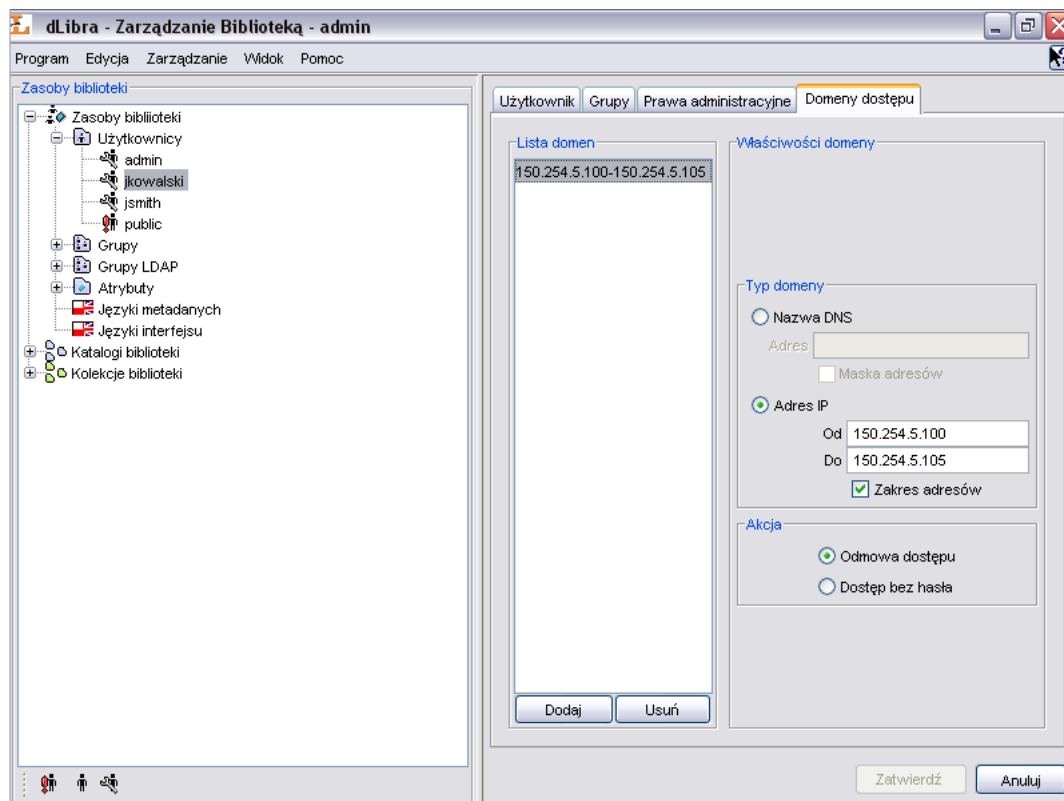 dLibra - Zarządzanie Biblioteką - admin
Program Edycja Zarządzanie Widok Pomoc
Zasoby biblioteki
Zasoby bibliioteki
Użytkownicy
admin
jkowalski
jsmith
public
Grupy
Grupy LDAP
Atrybuty
Języki metadanych
Języki interfejsu
Katalogi biblioteki
Kolekcje biblioteki
Użytkownik Grupy Prawa administracyjne Domeny dostępu
Lista domen
150.254.5.100-150.254.5.105
Dodaj Usuń
Właściwości domeny
Typ domeny
Nazwa DNS
Adres
Maska adresów
Adres IP
Od 150.254.5.100
Do 150.254.5.105
Zakres adresów
Akcja
Odmowa dostępu
Dostęp bez hasła
Zatwierdź Anuluj